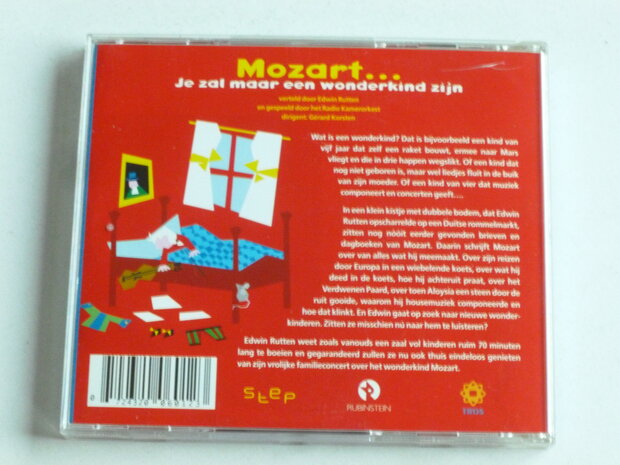 Mozart...
Je zal maar een wonderkind zijn
verteld door Edwin Rutten
en gespeeld door het Radio Kamerorkest
dirigent: Gérard Korsten
Wat is een wonderkind? Dat is bijvoorbeeld een kind van
vijf jaar dat zelf een raket bouwt, ermee naar Mars
vliegt en die in drie happen wegslikt. Of een kind dat
nog niet geboren is, maar wel liedjes fluit in de buik
van zijn moeder. Of een kind van vier dat muziek
componeert en concerten geeft....
In een klein kistje met dubbele bodem, dat Edwin
Rutten opscharrelde op een Duitse rommelmarkt,
zitten nog nóóit eerder gevonden brieven en
dagboeken van Mozart. Daarin schrijft Mozart
over van alles wat hij meemaakt. Over zijn reizen
door Europa in een wiebelende koets, over wat hij
deed in de koets, hoe hij achteruit praat, over het
Verdwenen Paard, over toen Aloysia een steen door de
ruit gooide, waarom hij housemuziek componeerde en
hoe dat klinkt. En Edwin gaat op zoek naar nieuwe wonder-
kinderen. Zitten ze misschien nú naar hem te luisteren?
Edwin Rutten weet zoals vanouds een zaal vol kinderen ruim 70 minuten
lang te boeien en gegarandeerd zullen ze nu ook thuis eindeloos genieten
van zijn vrolijke familieconcert over het wonderkind Mozart.
0 724320 060123
step
RUBINSTEIN
TROS